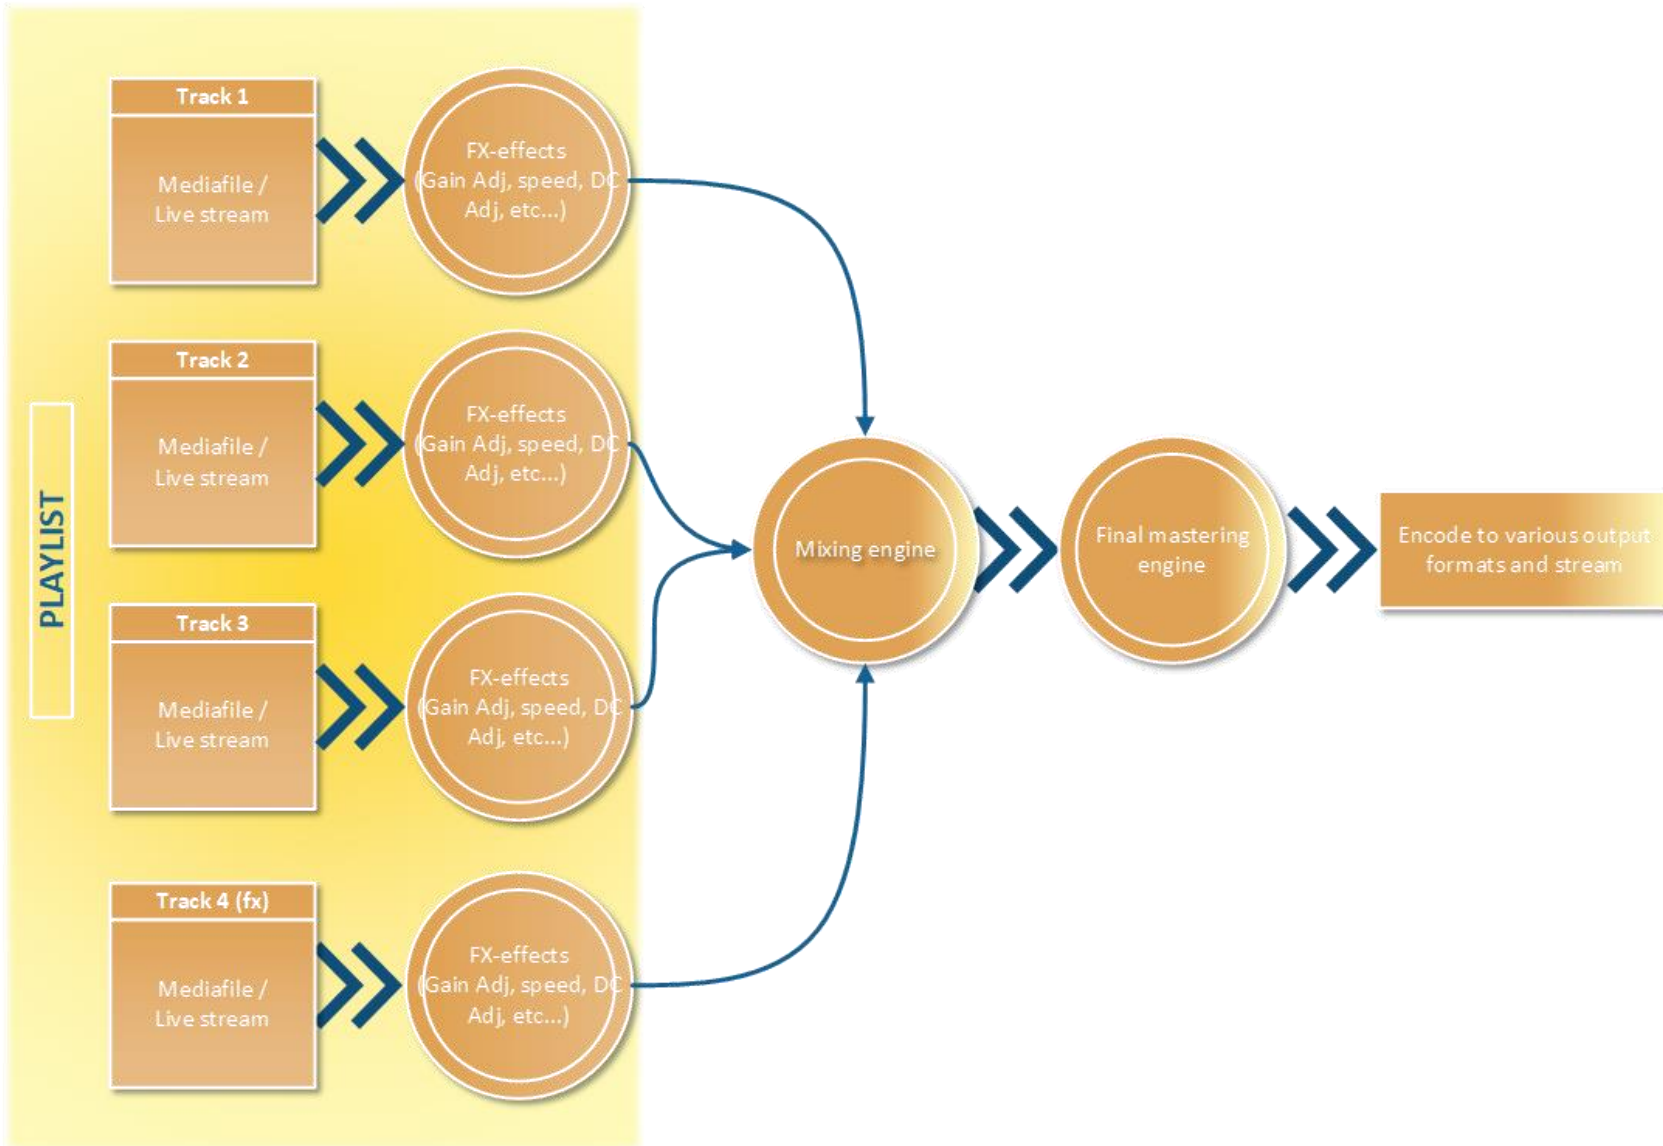 PLAYLIST
Track 1
Mediafile /
Live stream
FX-effects
(Gain Adj, speed, DC
Adj, etc...)
Track 2
Mediafile /
Live stream
FX-effects
(Gain Adj, speed, DC
Adj, etc...)
Track 3
Mediafile /
Live stream
FX-effects
(Gain Adj, speed, DC
Adj, etc...)
Track 4 (fx)
Mediafile /
Live stream
FX-effects
(Gain Adj, speed, DC
Adj, etc...)
Mixing engine
Final mastering
engine
Encode to various output
formats and stream